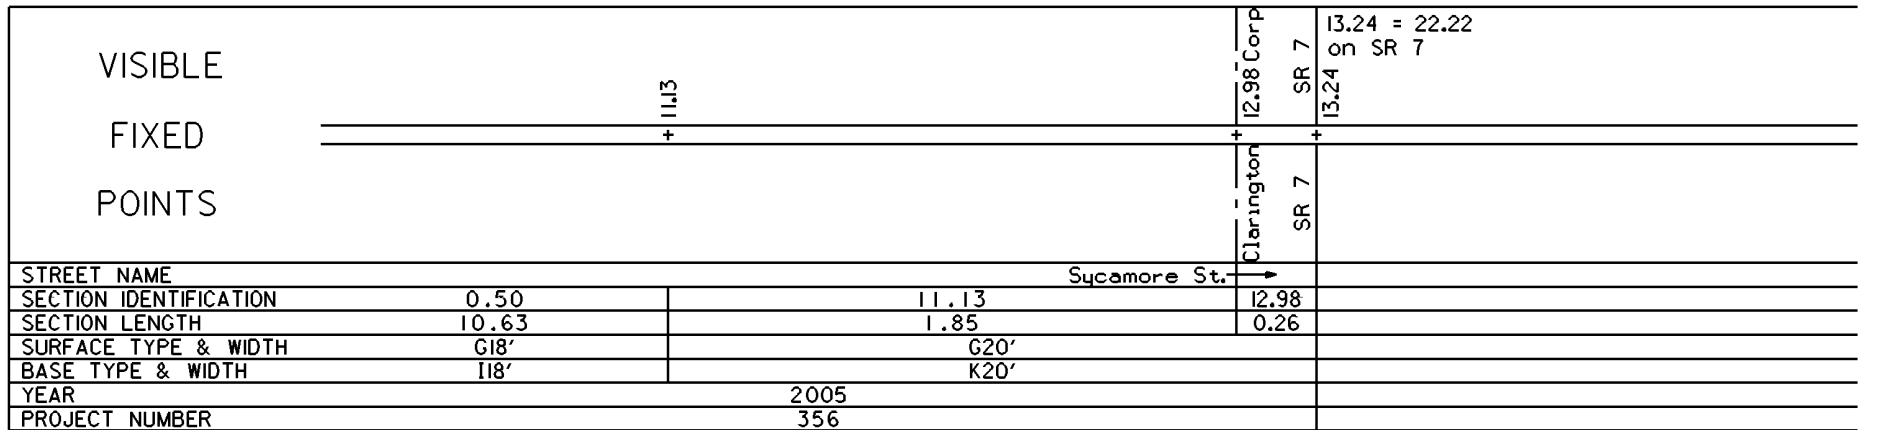 VISIBLE
FIXED
POINTS
11.13
12.98 Corp
SR 7
13.24
13.24 = 22.22
on SR 7
Clarington
SR 7
STREET NAME Sycamore St.
SECTION IDENTIFICATION 0.50 11.13 12.98
SECTION LENGTH 10.63 1.85 0.26
SURFACE TYPE & WIDTH G18' G20'
BASE TYPE & WIDTH I18' K20'
YEAR 2005
PROJECT NUMBER 356